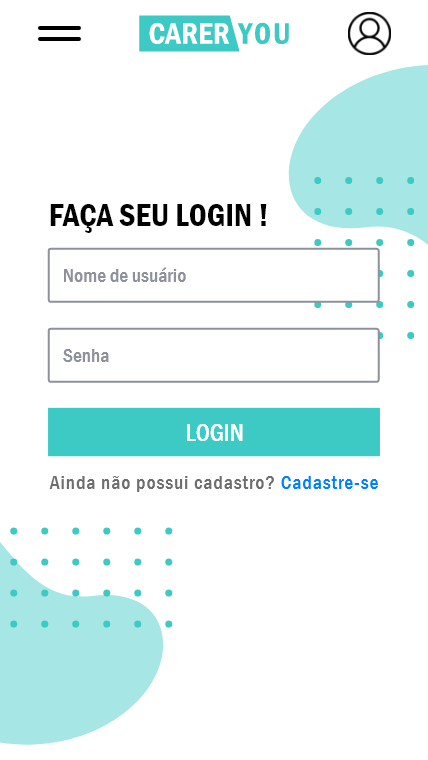 CARER YOU
FAÇA SEU LOGIN !
Nome de usuário
Senha
LOGIN
Ainda não possui cadastro? Cadastre-se